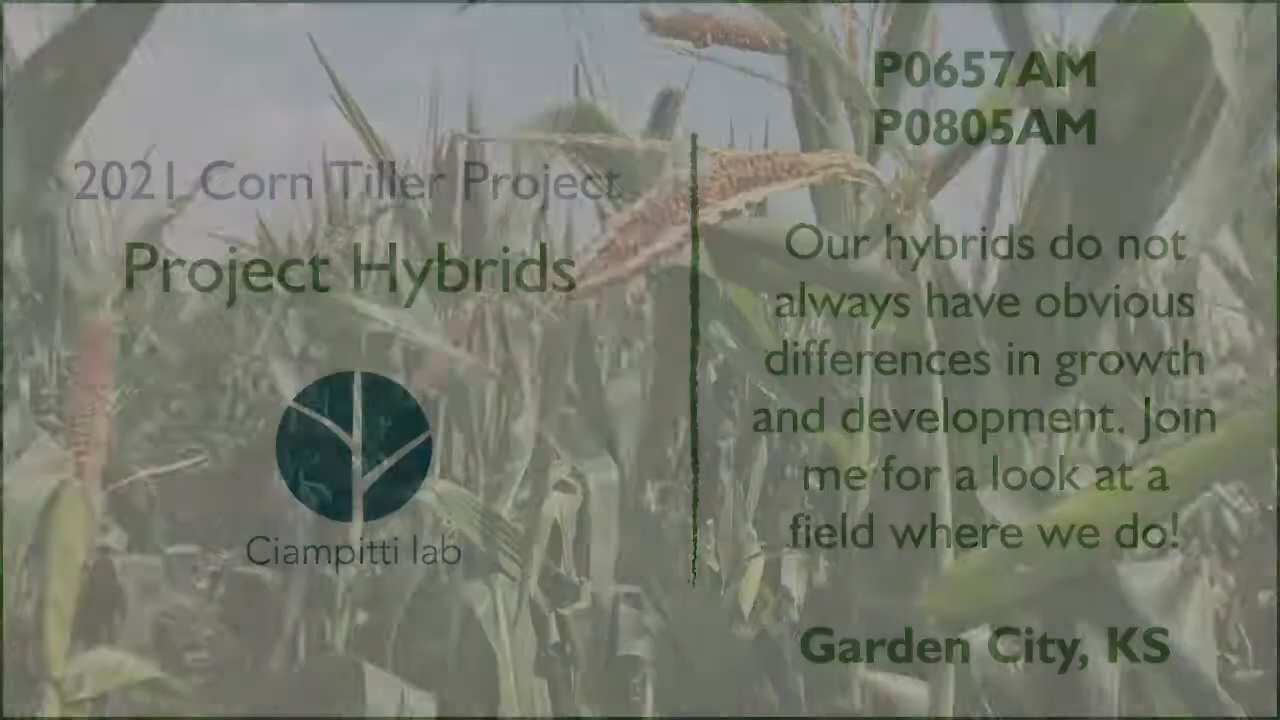 2021 Corn Tiller Project
Project Hybrids
Ciampitti lab
P0657AM
P0805AM
Our hybrids do not
always have obvious
differences in growth
and development. Join
me for a look at a
field where we do!
Garden City, KS